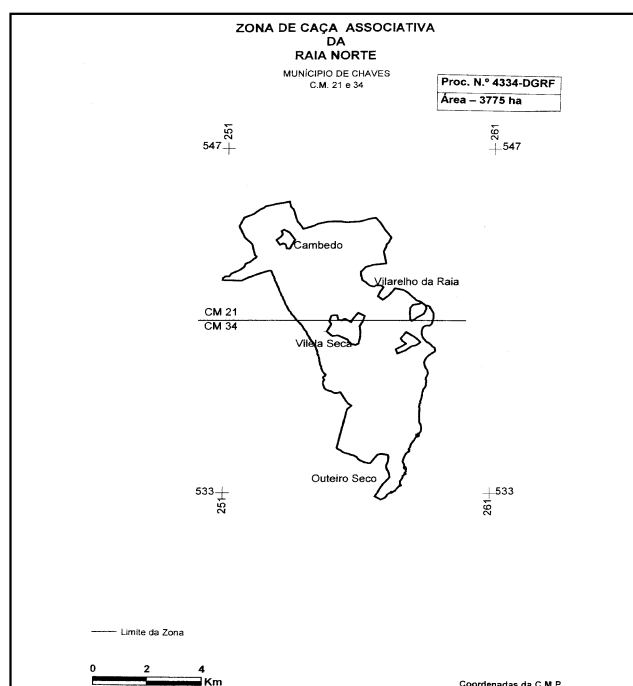 ZONA DE CAÇA ASSOCIATIVA
DA
RAIA NORTE
MUNÍCIPIO DE CHAVES
C.M. 21 e 34
Proc. N.º 4334-DGRF
Área – 3775 ha
251
261
547
547
Cambedo
Vilarelho da Raia
CM 21
CM 34
Vilela Seca
Outeiro Seco
533
533
251
261
Limite da Zona
0 2 4
Km
Coordenadas da C.M.P.